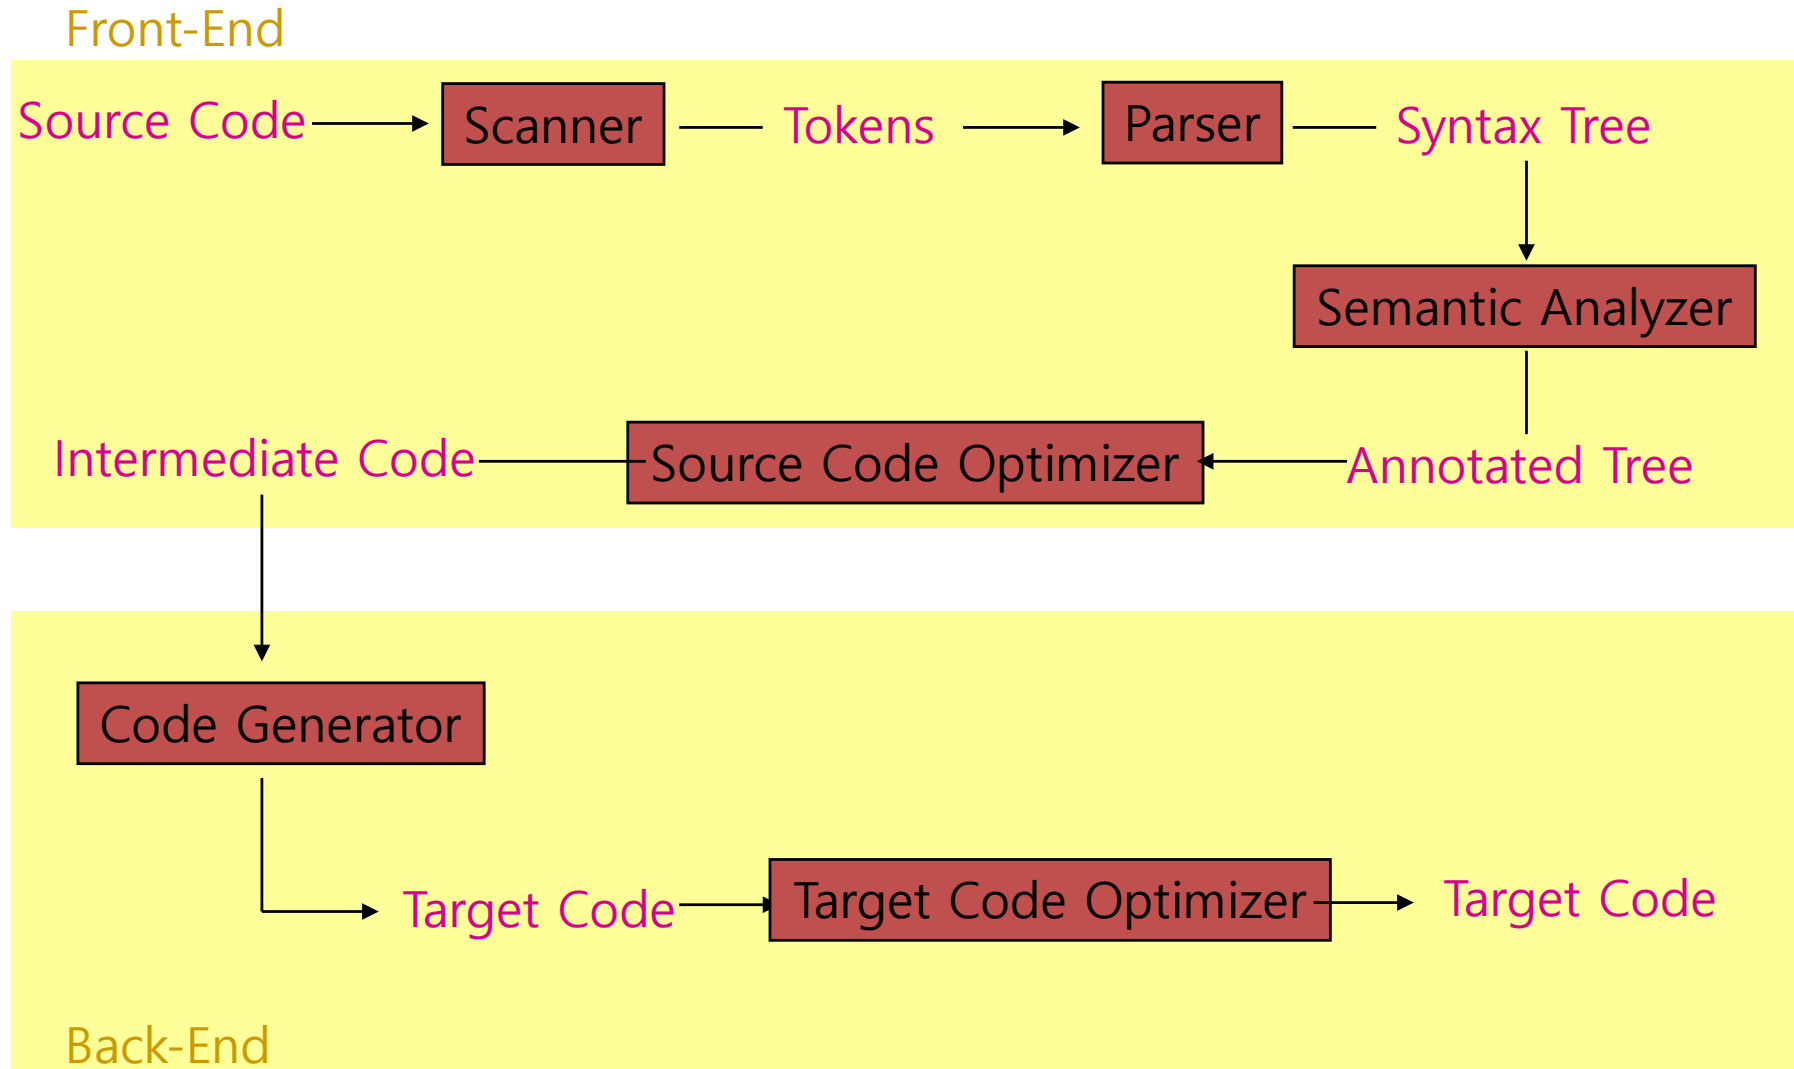 Front-End
Source Code
Scanner
Tokens
Parser
Syntax Tree
Semantic Analyzer
Annotated Tree
Source Code Optimizer
Intermediate Code
Code Generator
Target Code
Target Code Optimizer
Target Code
Back-End